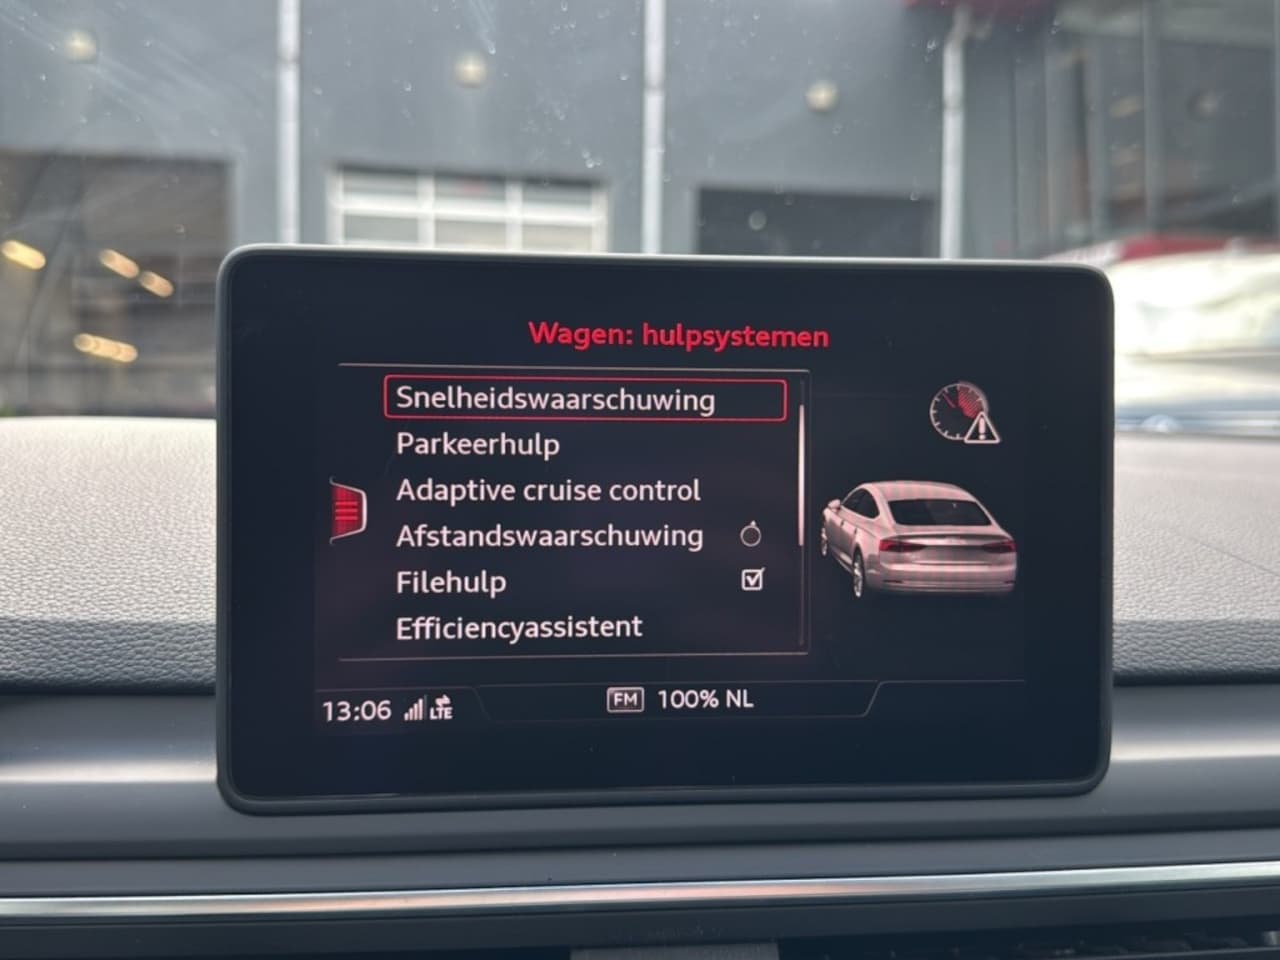 Wagen: hulpsystemen
Snelheidswaarschuwing
Parkeerhulp
Adaptive cruise control
Afstandswaarschuwing
Filehulp
Efficiencyassistent
13:06 LTE FM 100% NL